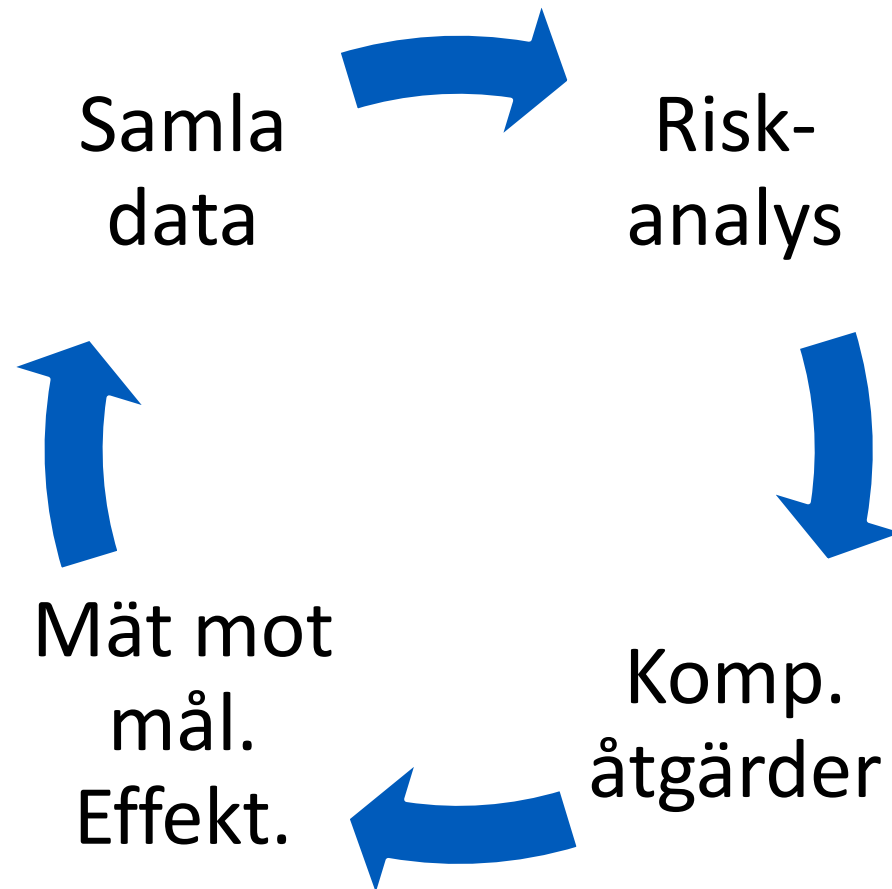 Samla
data
Risk-
analys
Komp.
åtgärder
Mät mot
mål.
Effekt.